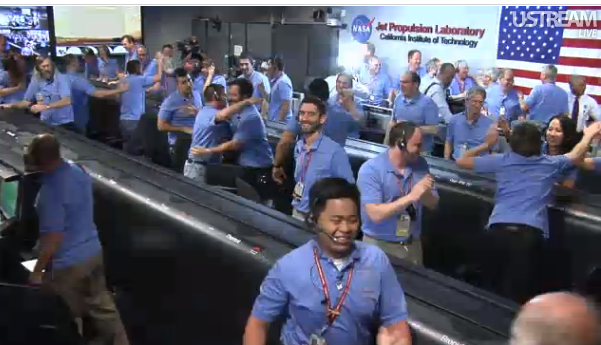 USTREAM
LIVE
NASA
Jet Propulsion Laboratory
California Institute of Technology